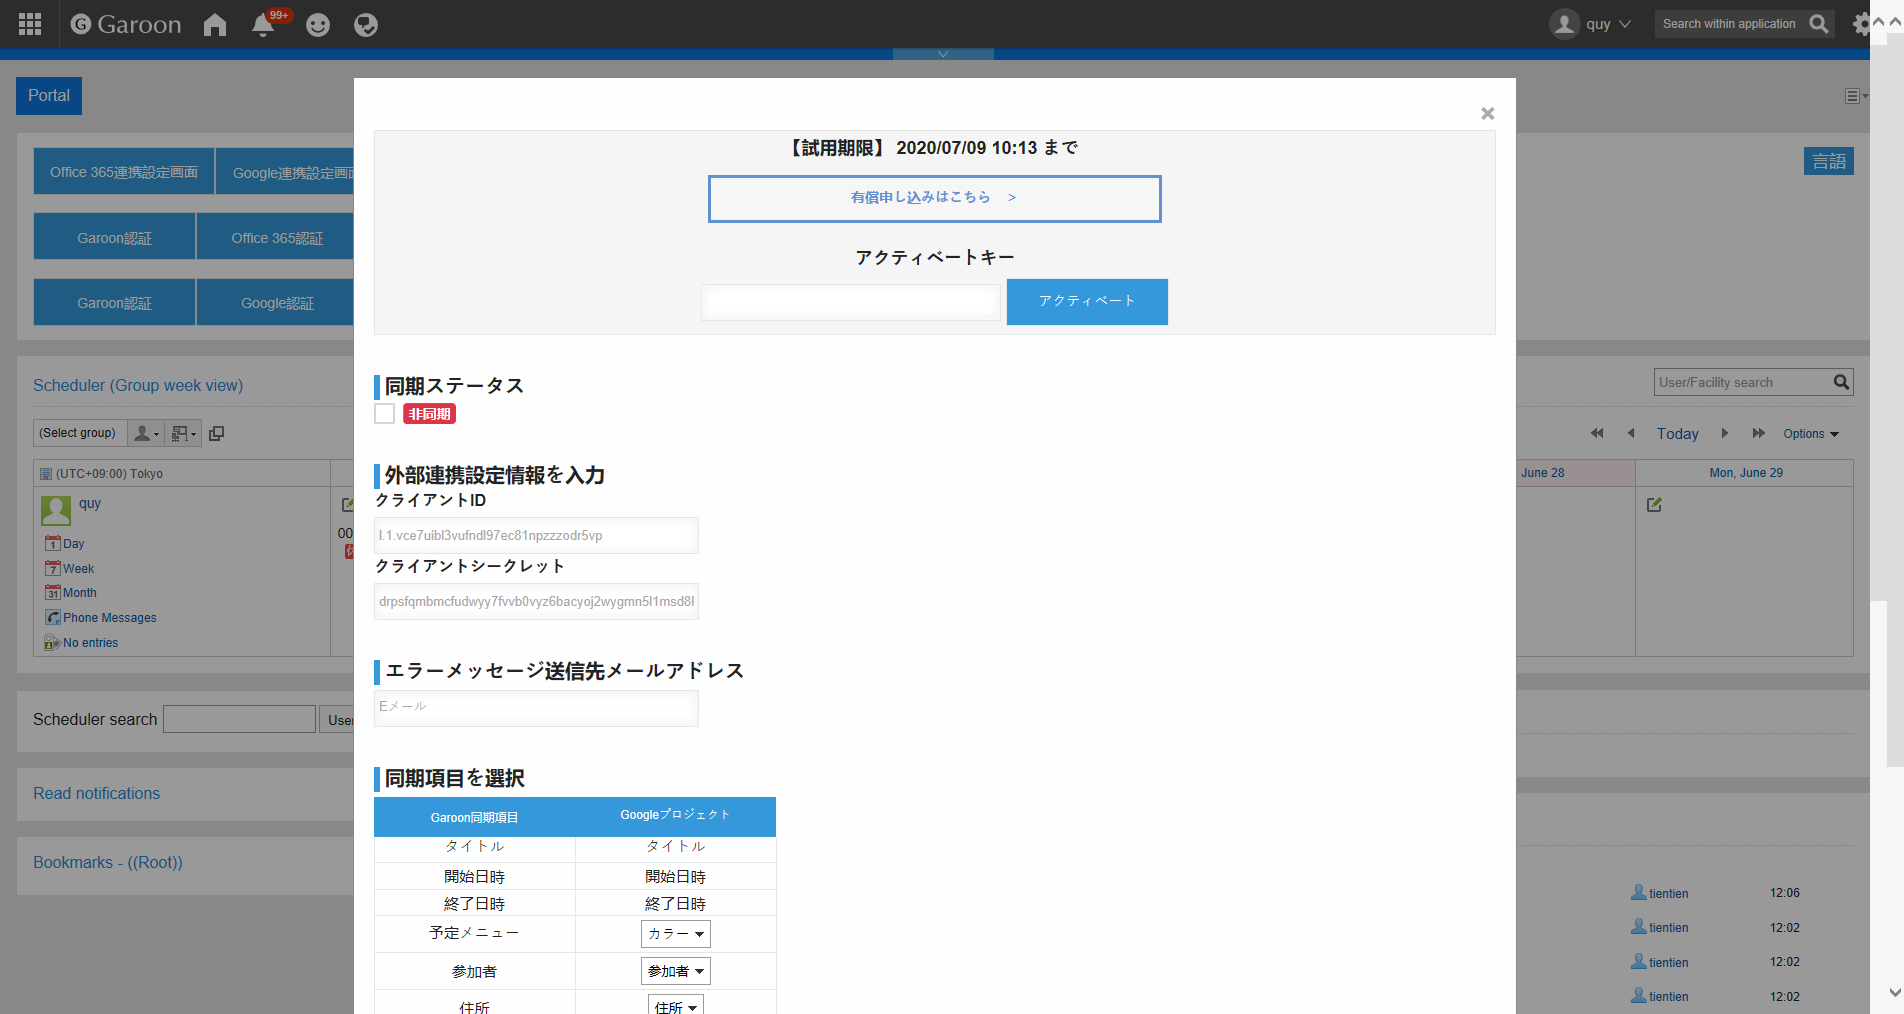 Garoon
99+
quy
Search within application
Portal
Office 365連携設定画面
Google連携設定画面
言語
Garoon認証
Office 365認証
Garoon認証
Google認証
【試用期限】 2020/07/09 10:13 まで
有償申し込みはこちら >
アクティベートキー
アクティベート
同期ステータス
非同期
外部連携設定情報を入力
クライアントID
l.1.vce7uibl3vufndl97ec81npzzzodr5vp
クライアントシークレット
drpsfqmbmcfudwyy7fvvb0vyz6bacyoj2wygmn5l1msd8
エラーメッセージ送信先メールアドレス
Eメール
同期項目を選択
Garoon同期項目 Googleプロジェクト
タイトル タイトル
開始日時 開始日時
終了日時 終了日時
予定メニュー カラー
参加者 参加者
住所 住所
Scheduler (Group week view)
User/Facility search
(Select group)
Today
Options
(UTC+09:00) Tokyo
June 28
Mon, June 29
quy
00
Day
1
Week
7
Month
31
Phone Messages
No entries
Scheduler search
User
Read notifications
Bookmarks - ((Root))
tientien 12:06
tientien 12:02
tientien 12:02
tientien 12:02